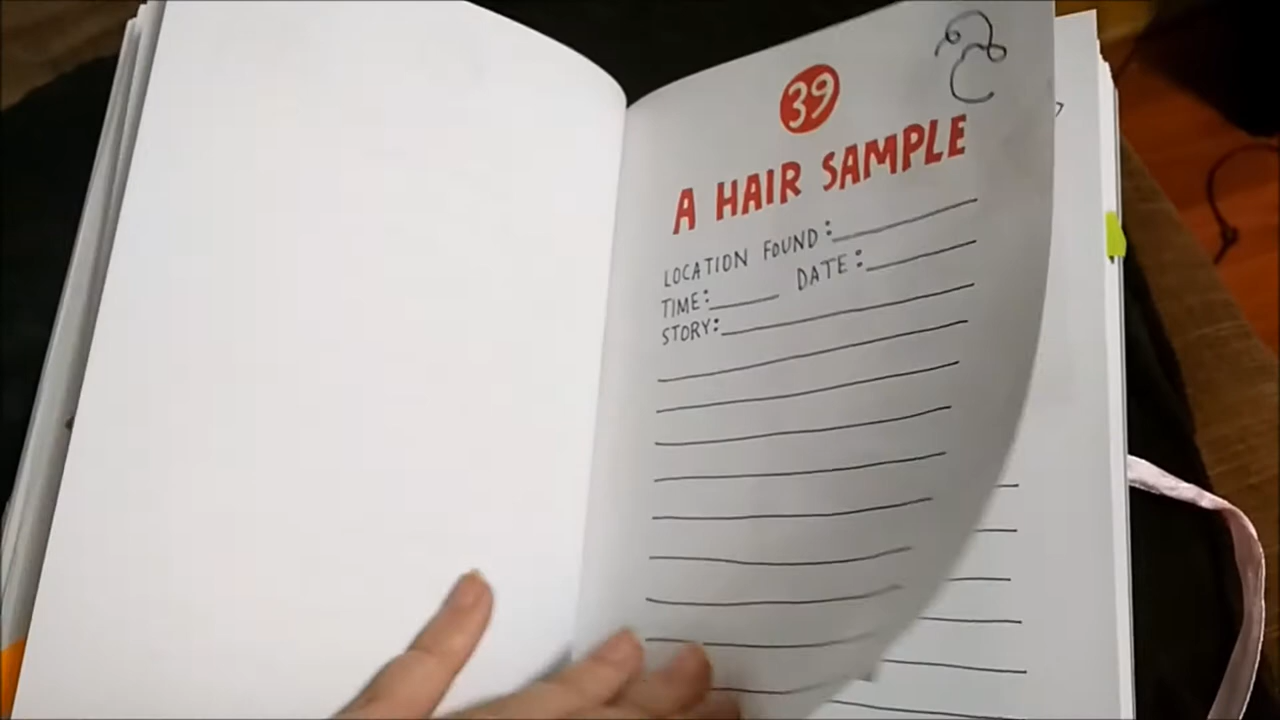 39
A HAIR SAMPLE
LOCATION FOUND:
TIME: DATE:
STORY: